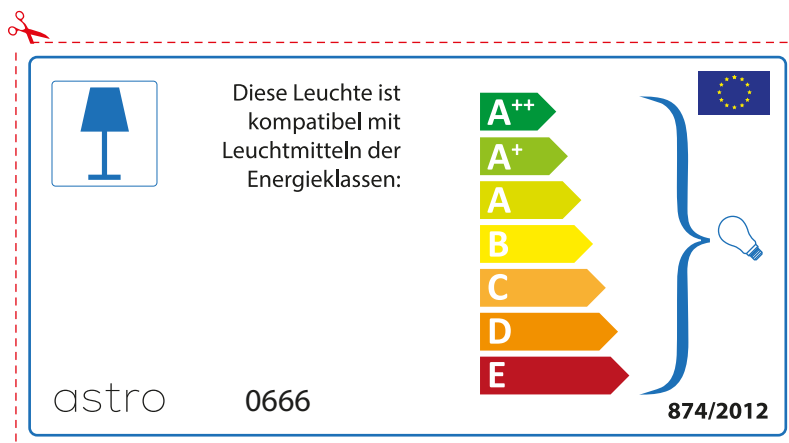 Diese Leuchte ist
kompatibel mit
Leuchtmitteln der
Energieklassen:
A++
A+
A
B
C
D
E
astro 0666
874/2012